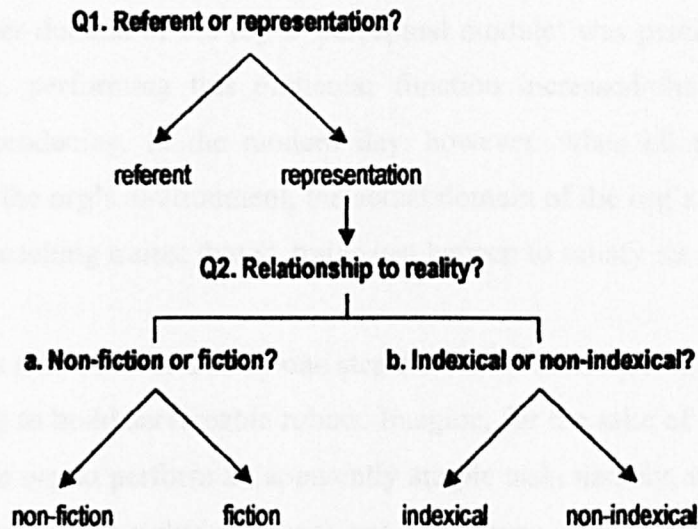 Q1. Referent or representation?
referent representation
Q2. Relationship to reality?
a. Non-fiction or fiction? b. Indexical or non-indexical?
non-fiction fiction indexical non-indexical